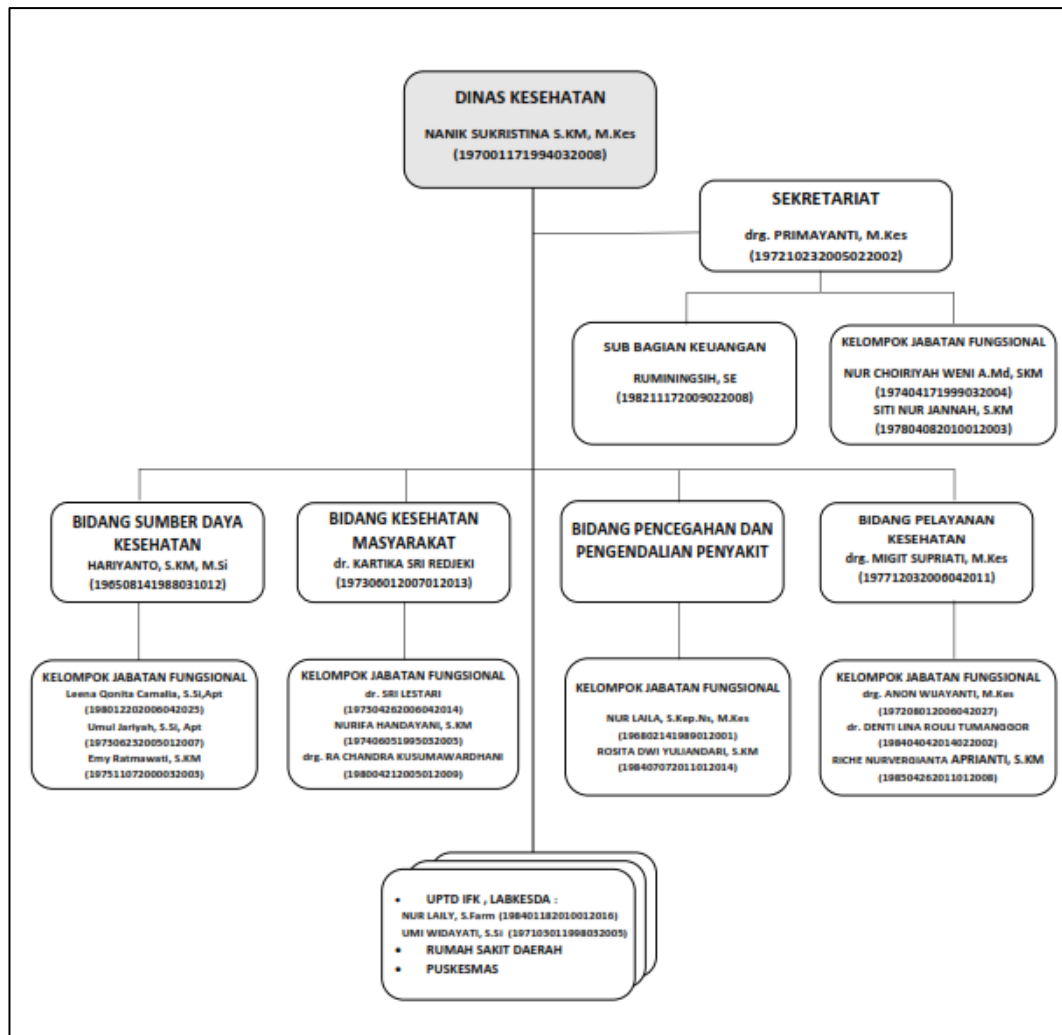 DINAS KESEHATAN
NANIK SUKRISTINA S.KM, M.Kes
(197001171994032008)
SEKRETARIAT
drg. PRIMAYANTI, M.Kes
(197210232005022002)
SUB BAGIAN KEUANGAN
RUMININGSIH, SE
(198211172009022008)
KELOMPOK JABATAN FUNGSIONAL
NUR CHOIRIYAH WENI A.Md, SKM
(197404171999032004)
SITI NUR JANNAH, S.KM
(197804082010012003)
BIDANG SUMBER DAYA
KESEHATAN
HARIYANTO, S.KM, M.Si
(196508141988031012)
BIDANG KESEHATAN
MASYARAKAT
dr. KARTIKA SRI REDJEKI
(197306012007012013)
BIDANG PENCEGAHAN DAN
PENGENDALIAN PENYAKIT
BIDANG PELAYANAN
KESEHATAN
drg. MIGIT SUPRIATI, M.Kes
(197712032006042011)
KELOMPOK JABATAN FUNGSIONAL
Leena Qonita Camalia, S.Si,Apt
(198012202006042025)
Umul Jariyah, S.Si, Apt
(197306232005012007)
Emy Ratmawati, S.KM
(197511072000032003)
KELOMPOK JABATAN FUNGSIONAL
dr. SRI LESTARI
(197304262006042014)
NURIFA HANDAYANI, S.KM
(197406051995032005)
drg. RA CHANDRA KUSUMAWARDHANI
(198004212005012009)
KELOMPOK JABATAN FUNGSIONAL
NUR LAILA, S.Kep.Ns, M.Kes
(196802141989012001)
ROSITA DWI YULIANDARI, S.KM
(198407072011012014)
KELOMPOK JABATAN FUNGSIONAL
drg. ANON WIJAYANTI, M.Kes
(197208012006042027)
dr. DENTI LINA ROULI TUMANGGOR
(198404042014022002)
RICHE NURVERGIANTA APRIANTI, S.KM
(198504262011012008)
• UPTD IFK , LABKESDA :
NUR LAILY, S.Farm (198401182010012016)
UMI WIDAYATI, S.Si (197103011998032005)
• RUMAH SAKIT DAERAH
• PUSKESMAS